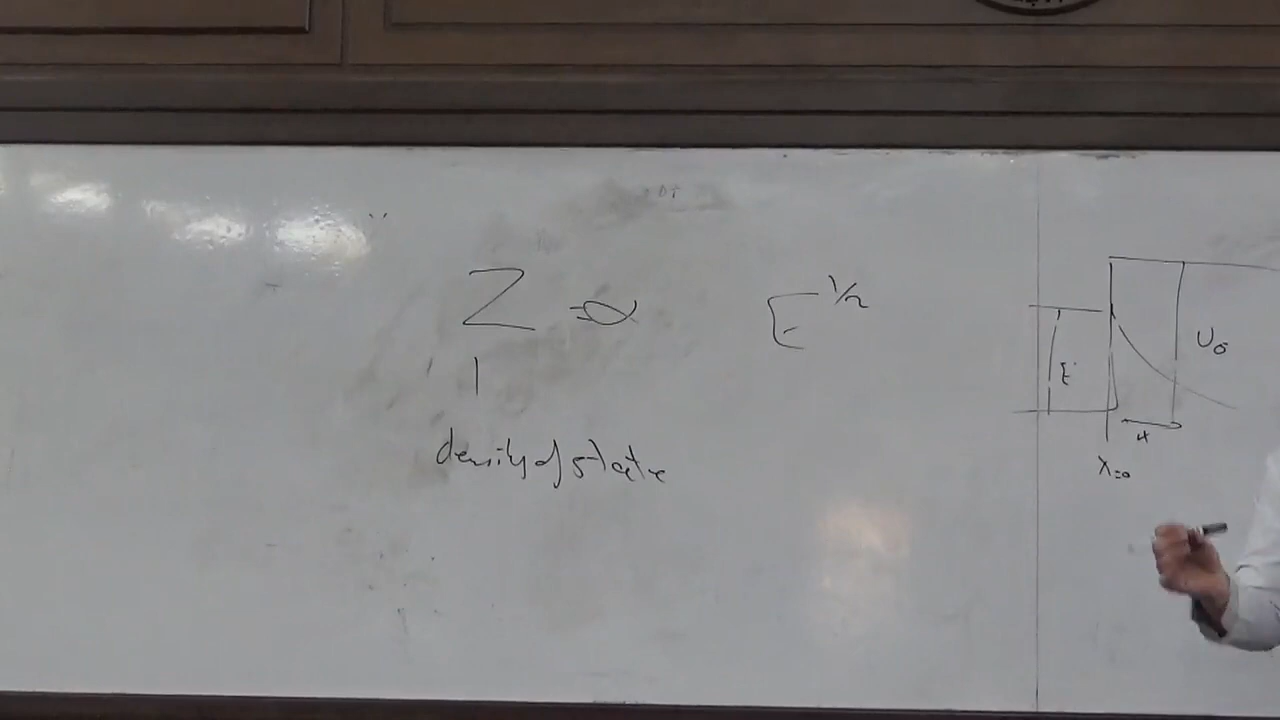 Z = α E^1/2
density of state
E
U₀
x
x=0